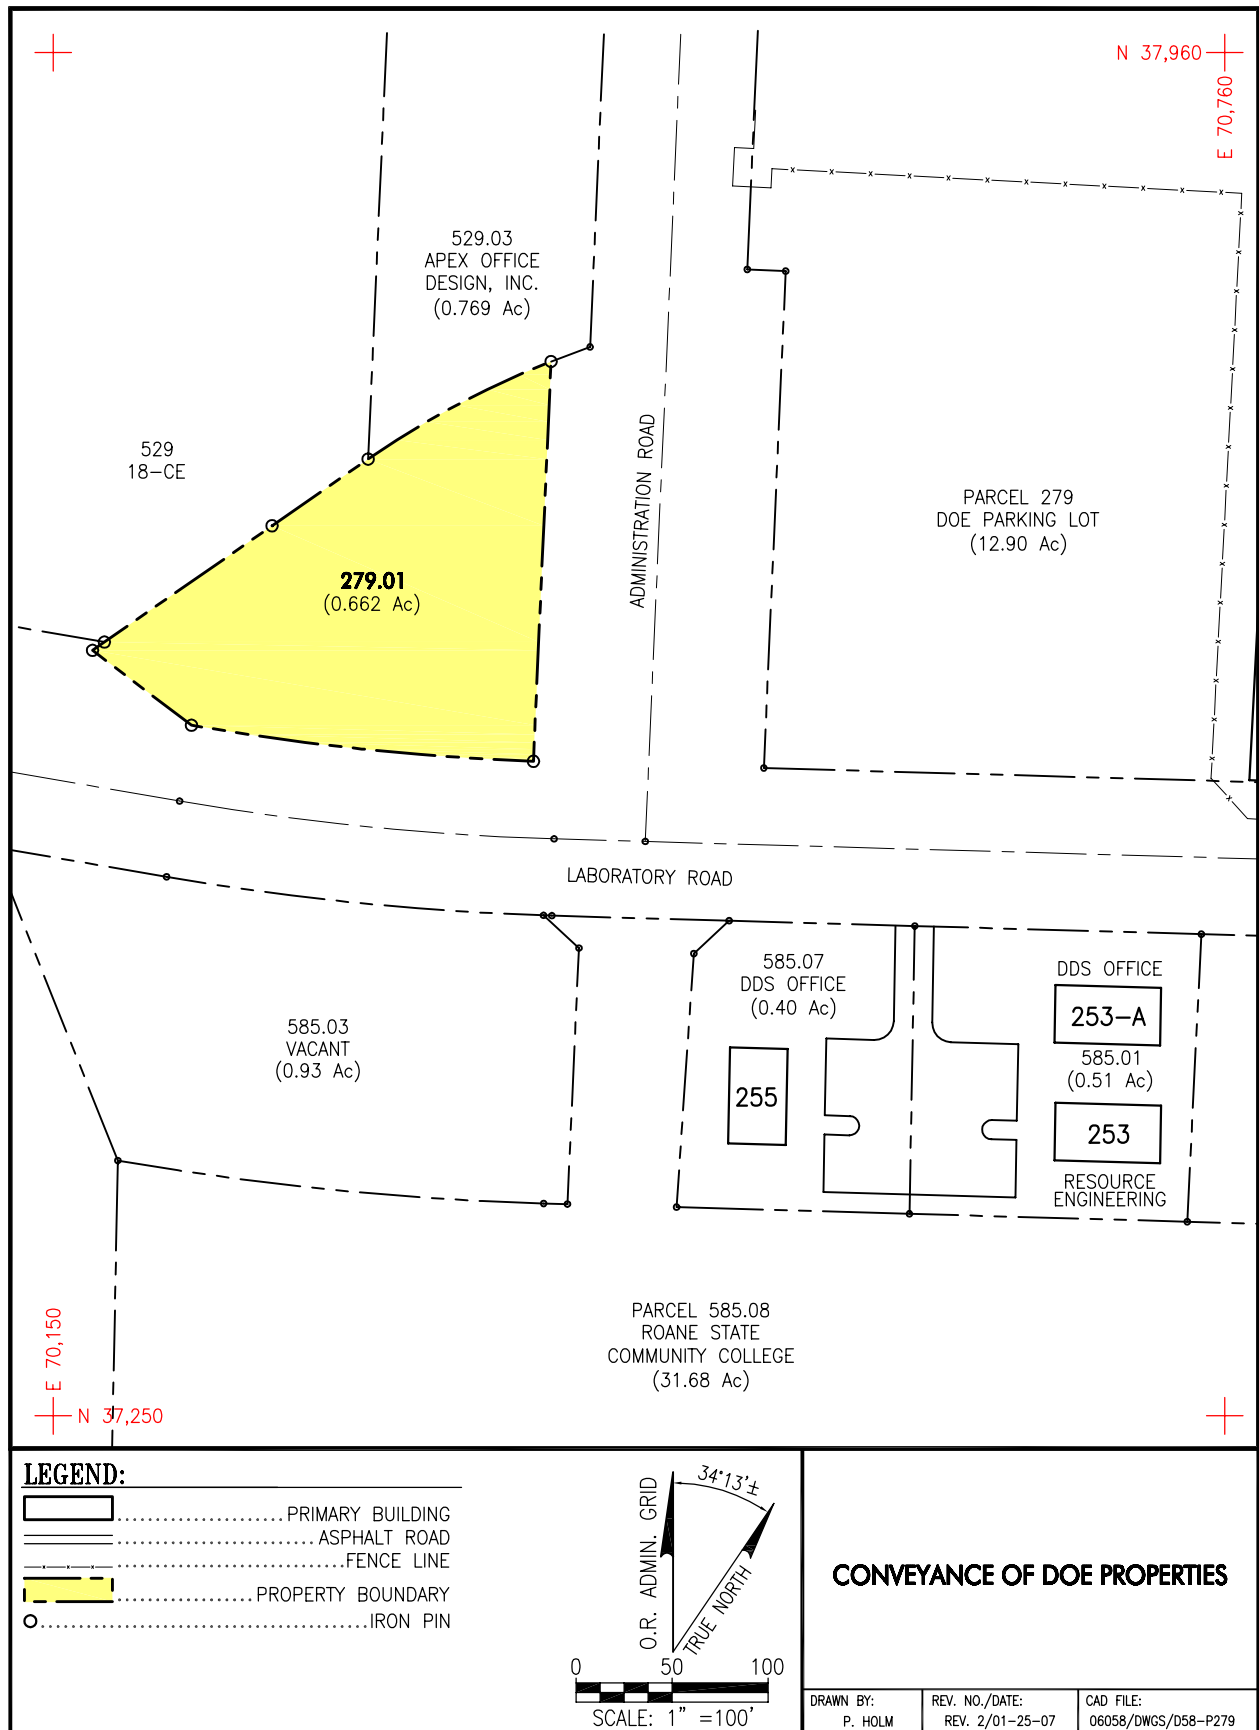 N 37,960
E 70,760
529.03
APEX OFFICE
DESIGN, INC.
(0.769 Ac)
529
18-CE
ADMINISTRATION ROAD
PARCEL 279
DOE PARKING LOT
(12.90 Ac)
279.01
(0.662 Ac)
LABORATORY ROAD
585.07
DDS OFFICE
(0.40 Ac)
DDS OFFICE
253-A
585.01
(0.51 Ac)
585.03
VACANT
(0.93 Ac)
255
253
RESOURCE
ENGINEERING
PARCEL 585.08
ROANE STATE
COMMUNITY COLLEGE
(31.68 Ac)
E 70,150
N 37,250
LEGEND:
PRIMARY BUILDING
ASPHALT ROAD
FENCE LINE
PROPERTY BOUNDARY
IRON PIN
34°13'±
O.R. ADMIN. GRID
TRUE NORTH
0 50 100
SCALE: 1" =100'
CONVEYANCE OF DOE PROPERTIES
DRAWN BY:
P. HOLM
REV. NO./DATE:
REV. 2/01-25-07
CAD FILE:
06058/DWGS/D58-P279